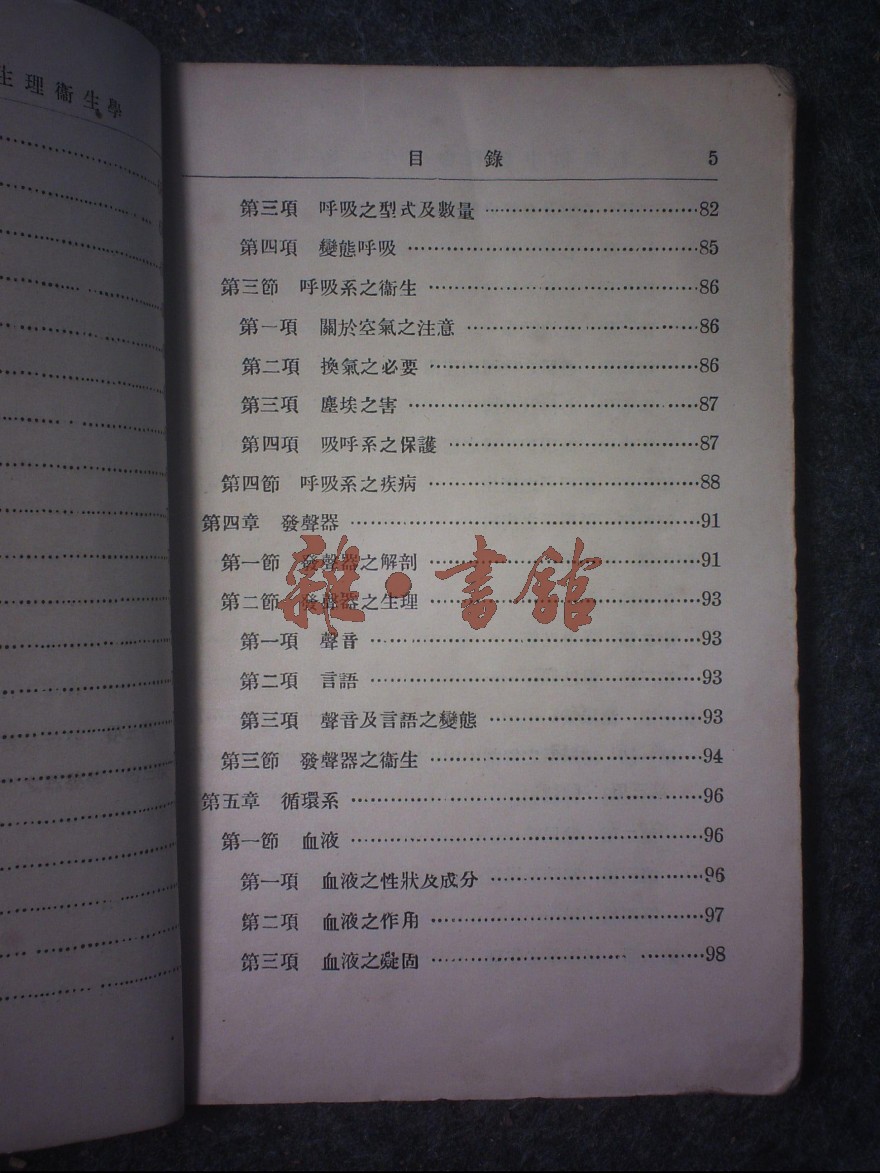 生理衞生學
目 錄 5
第三項 呼吸之型式及數量 ……………………………82
第四項 變態呼吸 ……………………………85
第三節 呼吸系之衞生 ……………………………86
第一項 關於空氣之注意 ……………………………86
第二項 換氣之必要 ……………………………86
第三項 塵埃之害 ……………………………87
第四項 吸呼系之保護 ……………………………87
第四節 呼吸系之疾病 ……………………………88
第四章 發聲器 ……………………………91
第一節 發聲器之解剖 ……………………………91
第二節 發聲器之生理 ……………………………93
第一項 聲音 ……………………………93
第二項 言語 ……………………………93
第三項 聲音及言語之變態 ……………………………93
第三節 發聲器之衞生 ……………………………94
第五章 循環系 ……………………………96
第一節 血液 ……………………………96
第一項 血液之性狀及成分 ……………………………96
第二項 血液之作用 ……………………………97
第三項 血液之凝固 ……………………………98
雜·書館